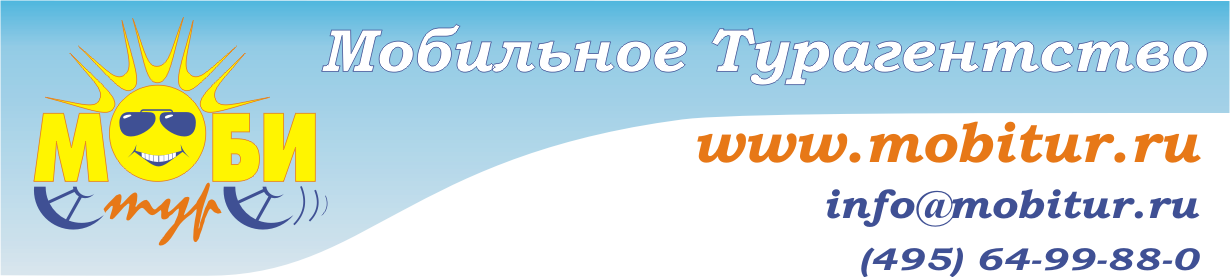 Мобильное Турагентство
МОБИ
тур
www.mobitur.ru
info@mobitur.ru
(495) 64-99-88-0